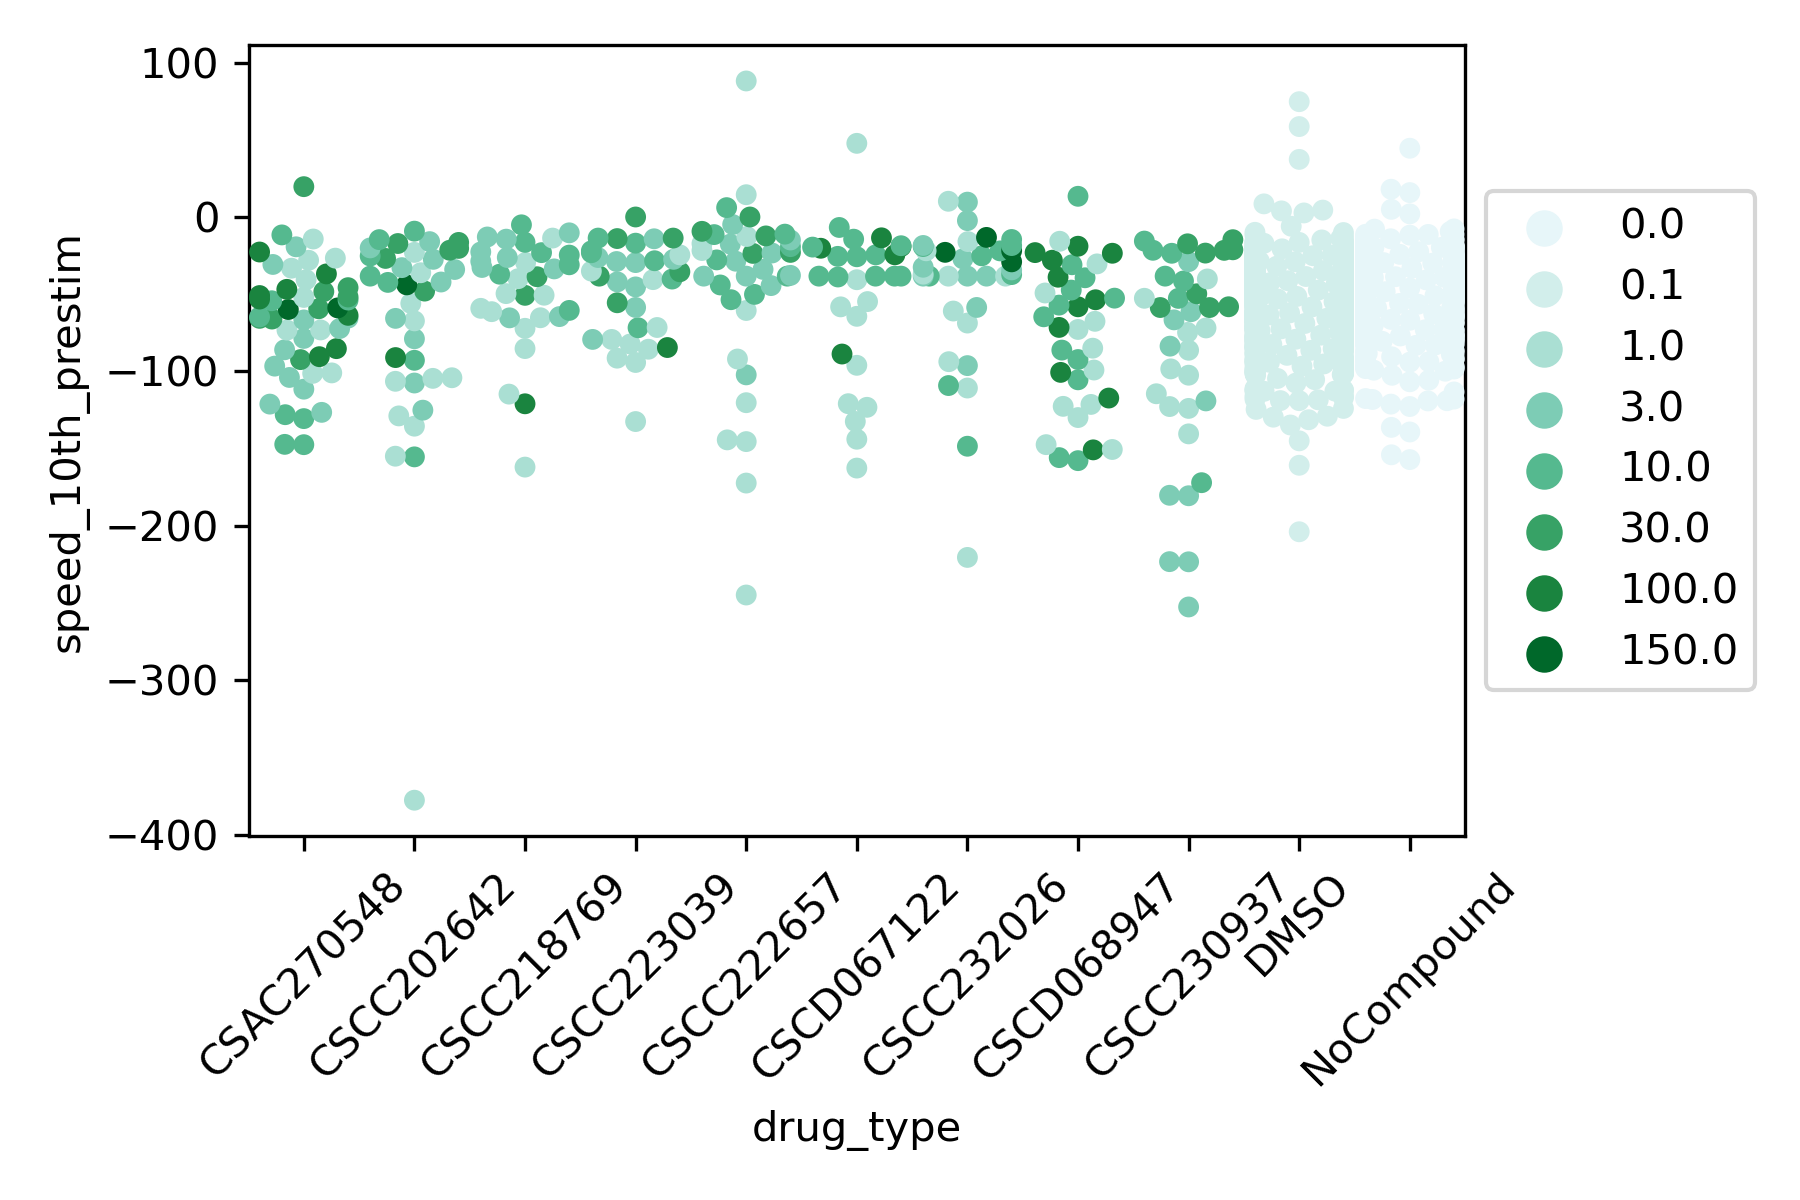 100
0
−100
−200
−300
−400
speed_10th_prestim
CSAC270548
CSCC202642
CSCC218769
CSCC223039
CSCC222657
CSCD067122
CSCC232026
CSCD068947
CSCC230937
DMSO
NoCompound
drug_type
0.0
0.1
1.0
3.0
10.0
30.0
100.0
150.0